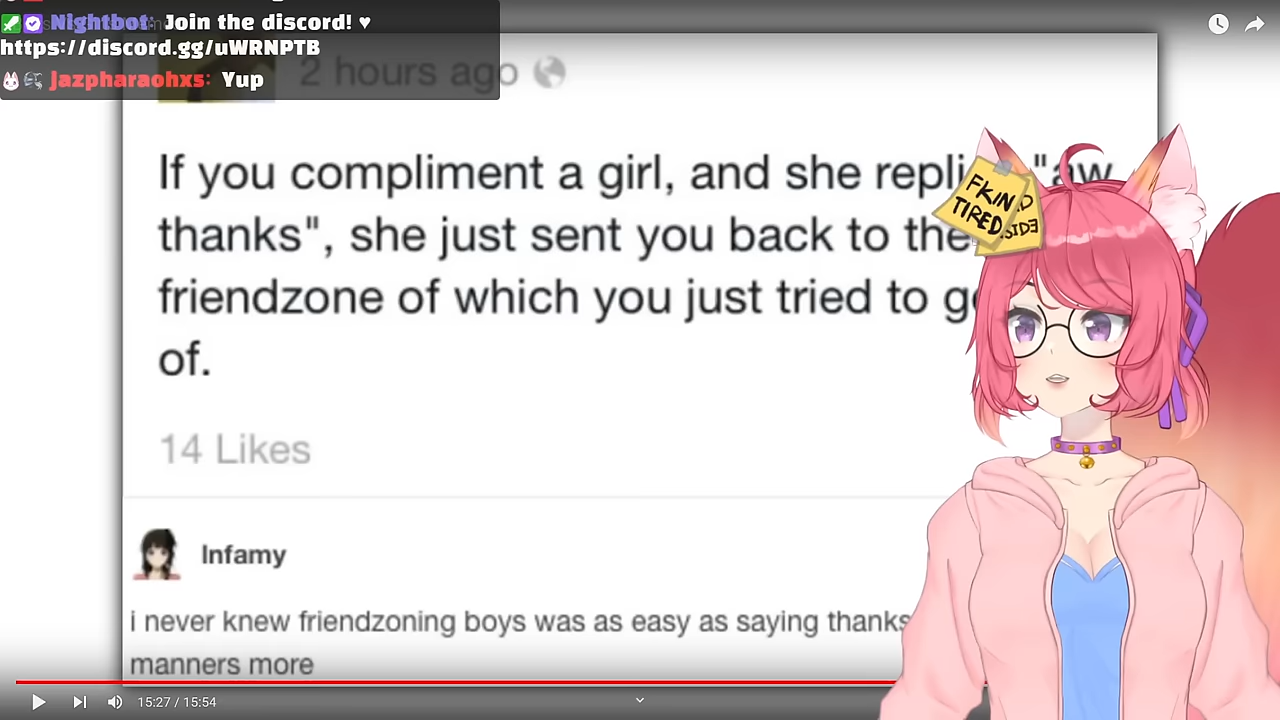 Nightbot: Join the discord! ♥
https://discord.gg/uWRNPTB
Jazpharaohxs: Yup
2 hours ago
If you compliment a girl, and she repli "aw
thanks", she just sent you back to the
friendzone of which you just tried to g
of.
FKIN
TIRED
SIDE
14 Likes
Infamy
i never knew friendzoning boys was as easy as saying thanks
manners more
15:27 / 15:54